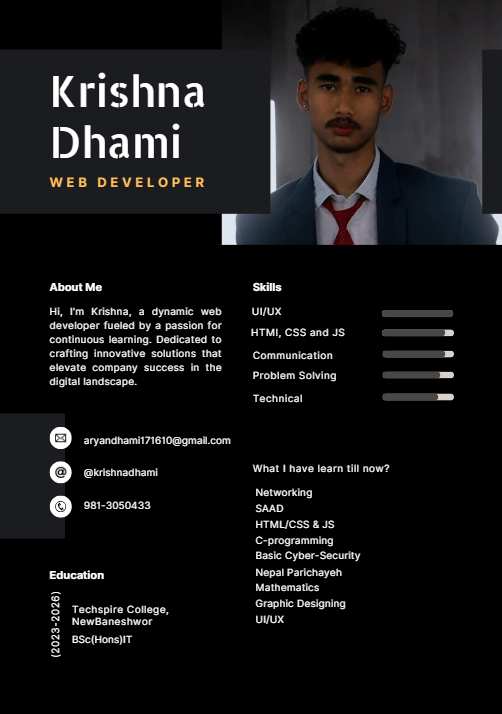 Krishna
Dhami
WEB DEVELOPER
About Me
Hi, I'm Krishna, a dynamic web
developer fueled by a passion for
continuous learning. Dedicated to
crafting innovative solutions that
elevate company success in the
digital landscape.
aryandhami171610@gmail.com
@krishnadhami
981-3050433
Education
(2023-2026)
Techspire College,
NewBaneshwor
BSc(Hons)IT
Skills
UI/UX
HTMl, CSS and JS
Communication
Problem Solving
Technical
What I have learn till now?
Networking
SAAD
HTML/CSS & JS
C-programming
Basic Cyber-Security
Nepal Parichayeh
Mathematics
Graphic Designing
UI/UX